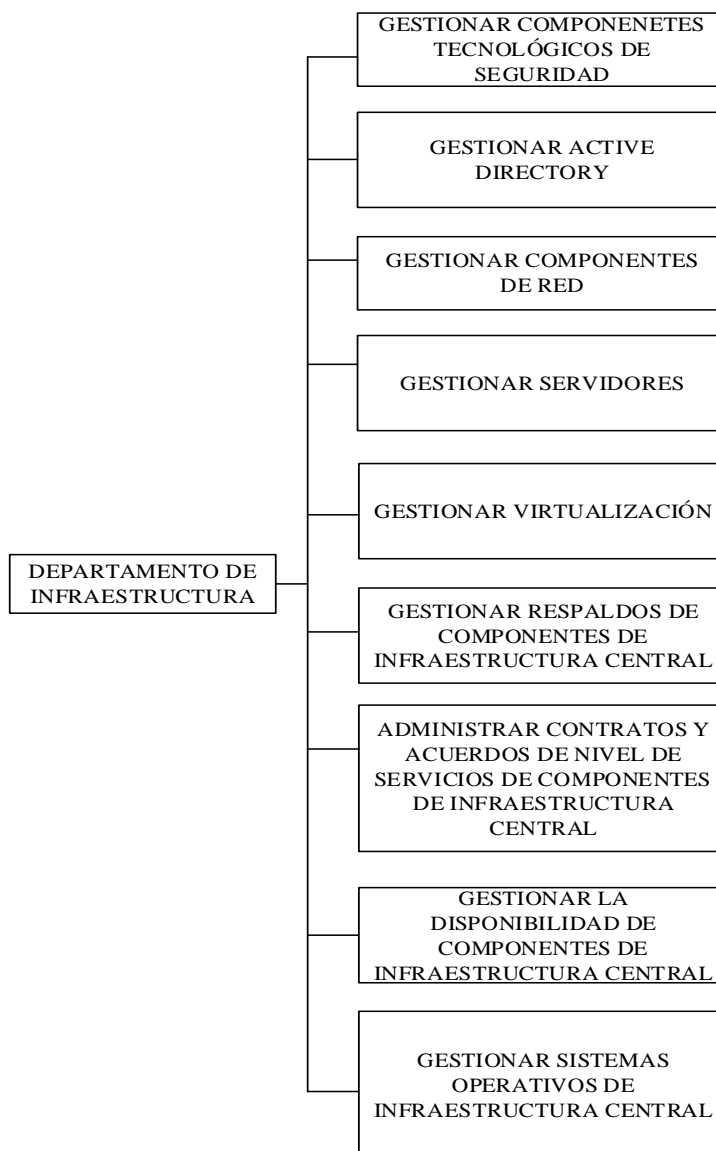 GESTIONAR COMPONENETES
TECNOLÓGICOS DE
SEGURIDAD
GESTIONAR ACTIVE
DIRECTORY
GESTIONAR COMPONENTES
DE RED
GESTIONAR SERVIDORES
GESTIONAR VIRTUALIZACIÓN
DEPARTAMENTO DE
INFRAESTRUCTURA
GESTIONAR RESPALDOS DE
COMPONENTES DE
INFRAESTRUCTURA CENTRAL
ADMINISTRAR CONTRATOS Y
ACUERDOS DE NIVEL DE
SERVICIOS DE COMPONENTES
DE INFRAESTRUCTURA
CENTRAL
GESTIONAR LA
DISPONIBILIDAD DE
COMPONENTES DE
INFRAESTRUCTURA CENTRAL
GESTIONAR SISTEMAS
OPERATIVOS DE
INFRAESTRUCTURA CENTRAL